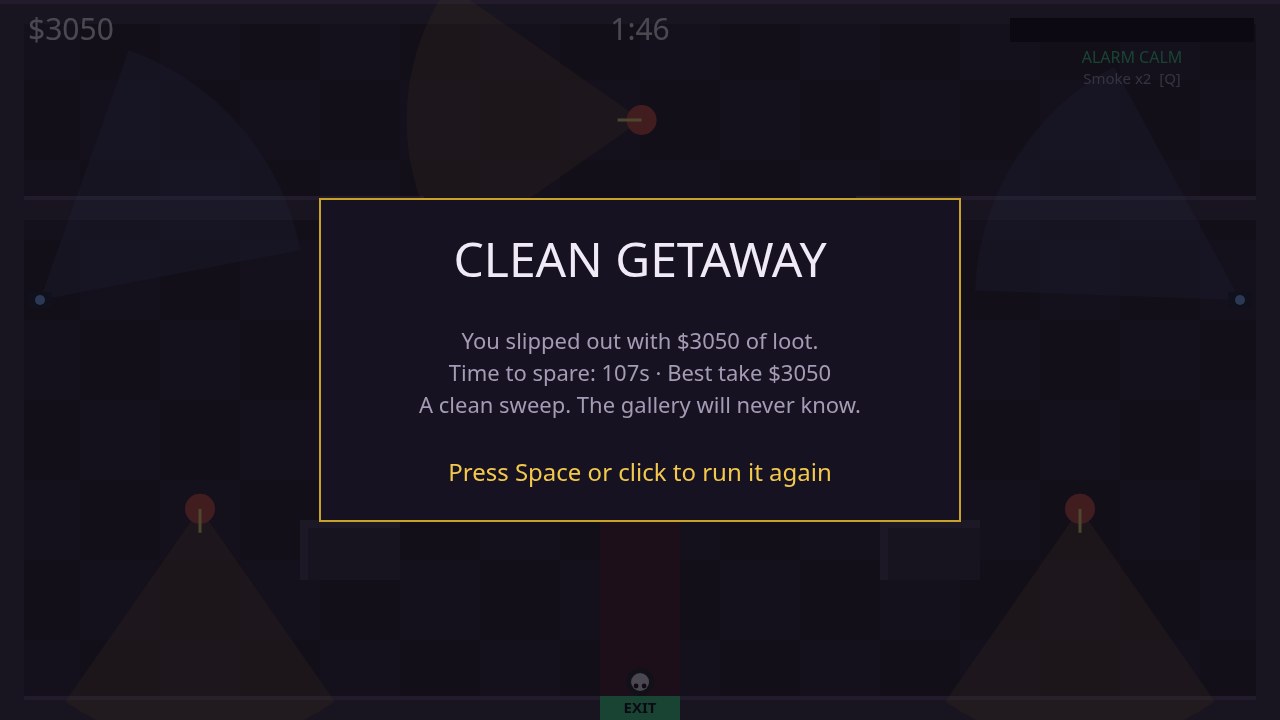 $3050
1:46
ALARM CALM
Smoke x2 [Q]
CLEAN GETAWAY
You slipped out with $3050 of loot.
Time to spare: 107s · Best take $3050
A clean sweep. The gallery will never know.
Press Space or click to run it again
EXIT